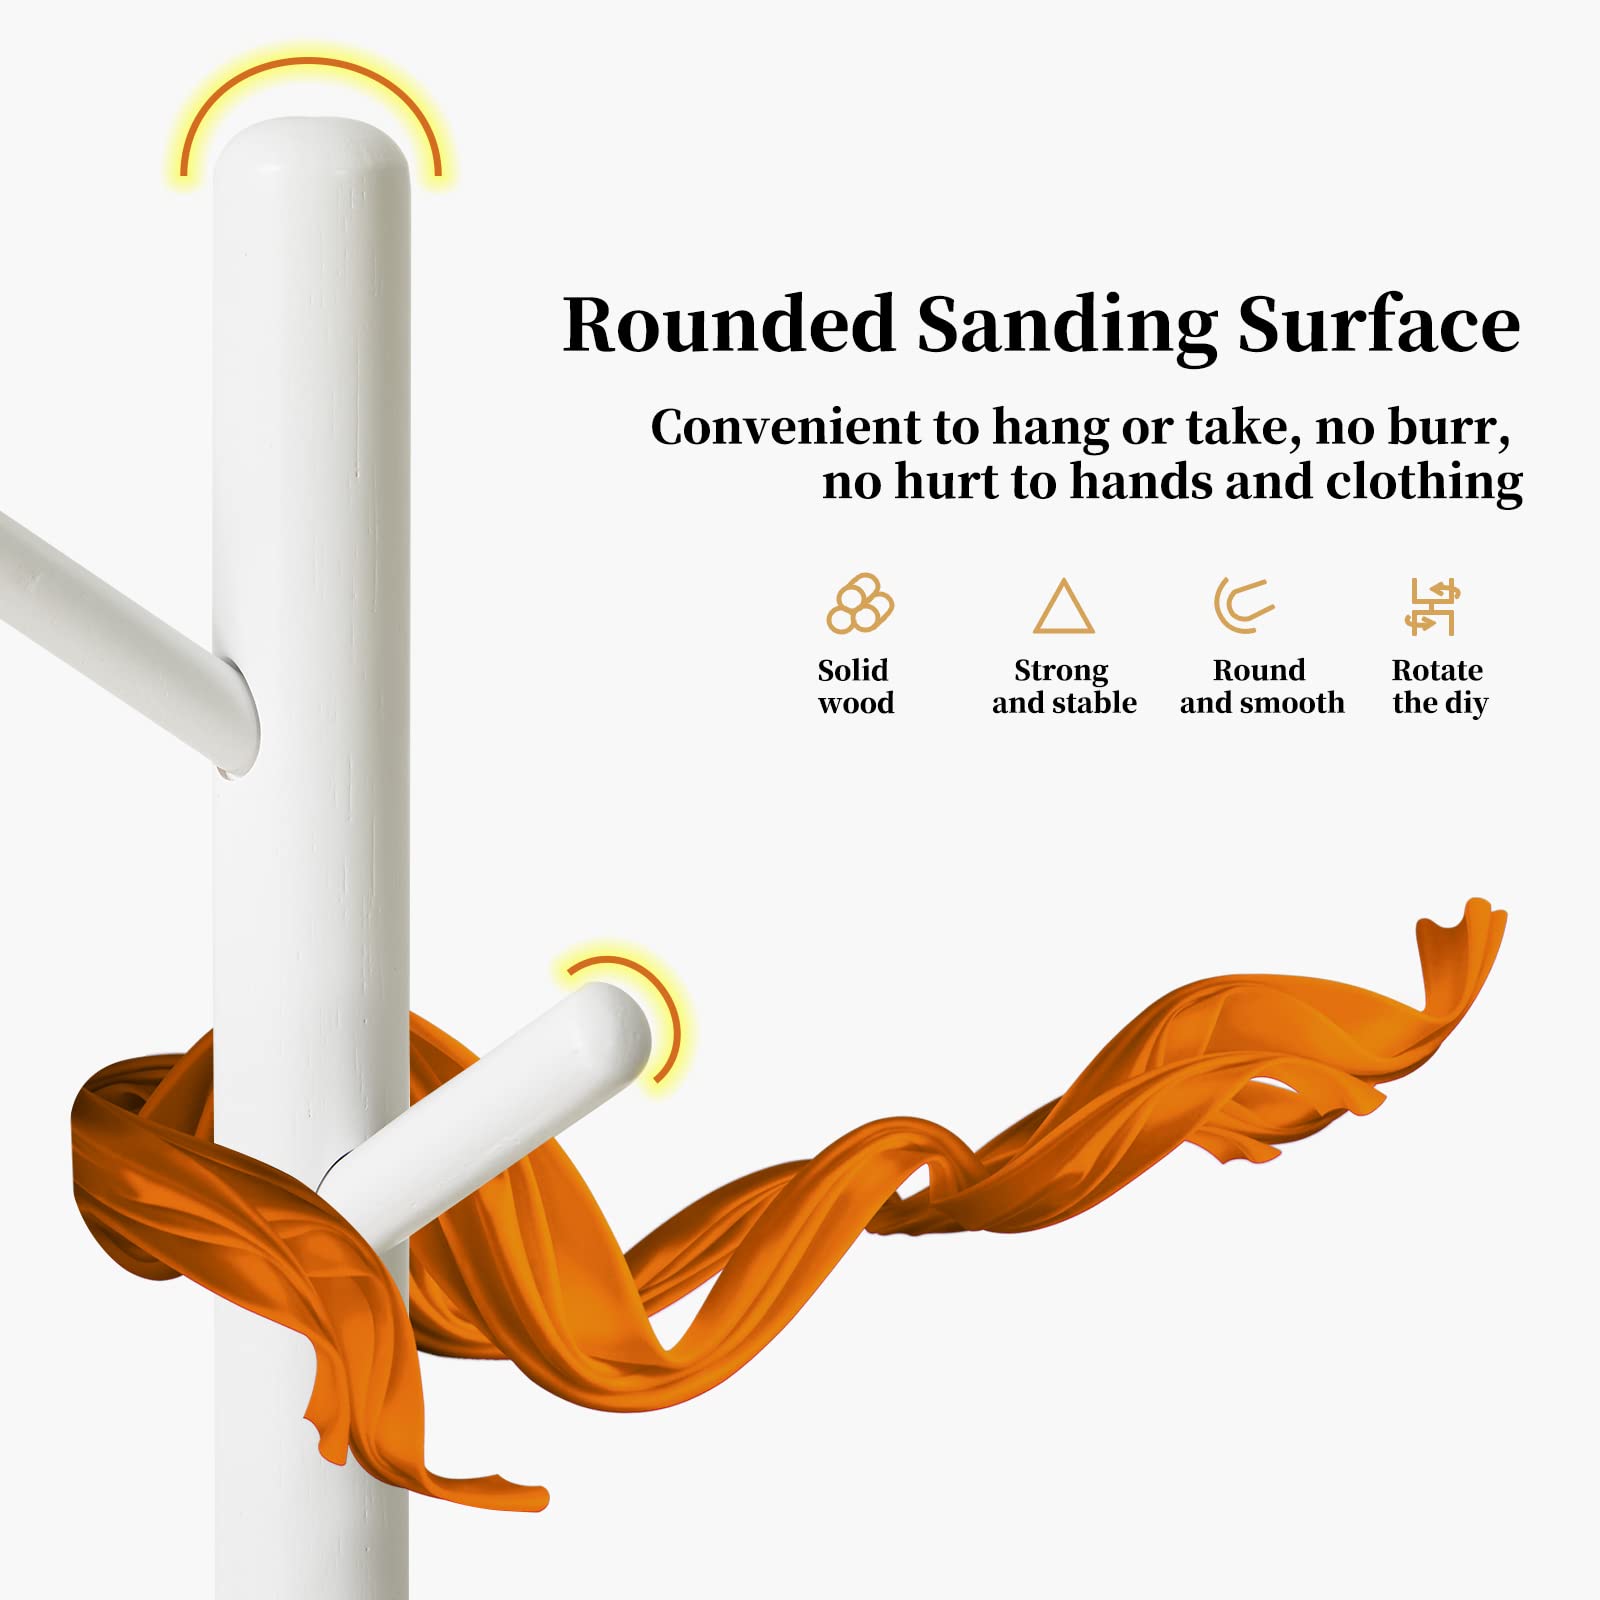 Rounded Sanding Surface
Convenient to hang or take, no burr,
no hurt to hands and clothing
Solid
wood
Strong
and stable
Round
and smooth
Rotate
the diy